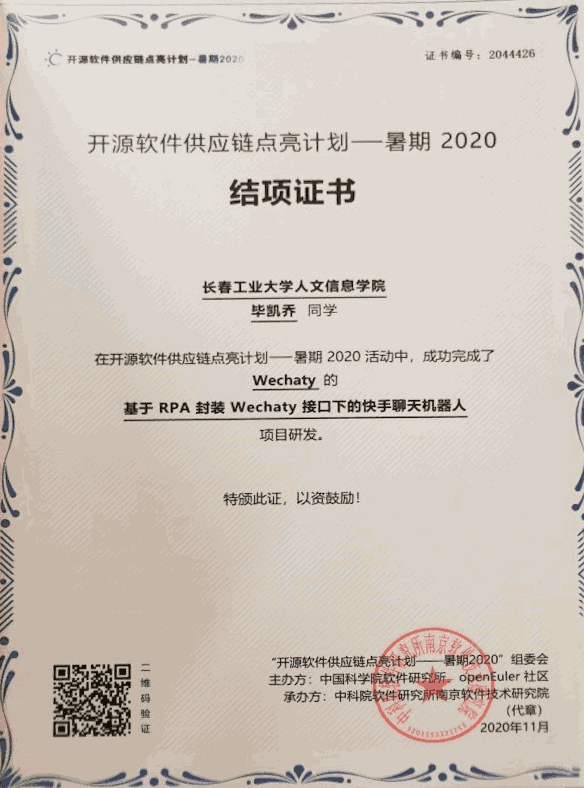 开源软件供应链点亮计划—暑期2020
证书编号：2044426
开源软件供应链点亮计划——暑期 2020
结项证书
长春工业大学人文信息学院
毕凯乔 同学
在开源软件供应链点亮计划——暑期 2020 活动中，成功完成了
Wechaty 的
基于 RPA 封装 Wechaty 接口下的快手聊天机器人
项目研发。
特颁此证，以资鼓励！
二维码验证
“开源软件供应链点亮计划——暑期2020”组委会
主办方：中国科学院软件研究所、openEuler 社区
承办方：中科院软件研究所南京软件技术研究院
（代章）
2020年11月